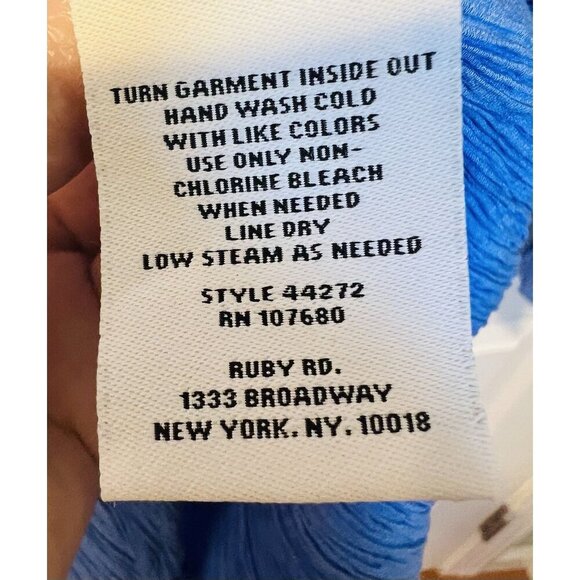 TURN GARMENT INSIDE OUT
HAND WASH COLD
WITH LIKE COLORS
USE ONLY NON-
CHLORINE BLEACH
WHEN NEEDED
LINE DRY
LOW STEAM AS NEEDED
STYLE 44272
RN 107680
RUBY RD.
1333 BROADWAY
NEW YORK, NY. 10018